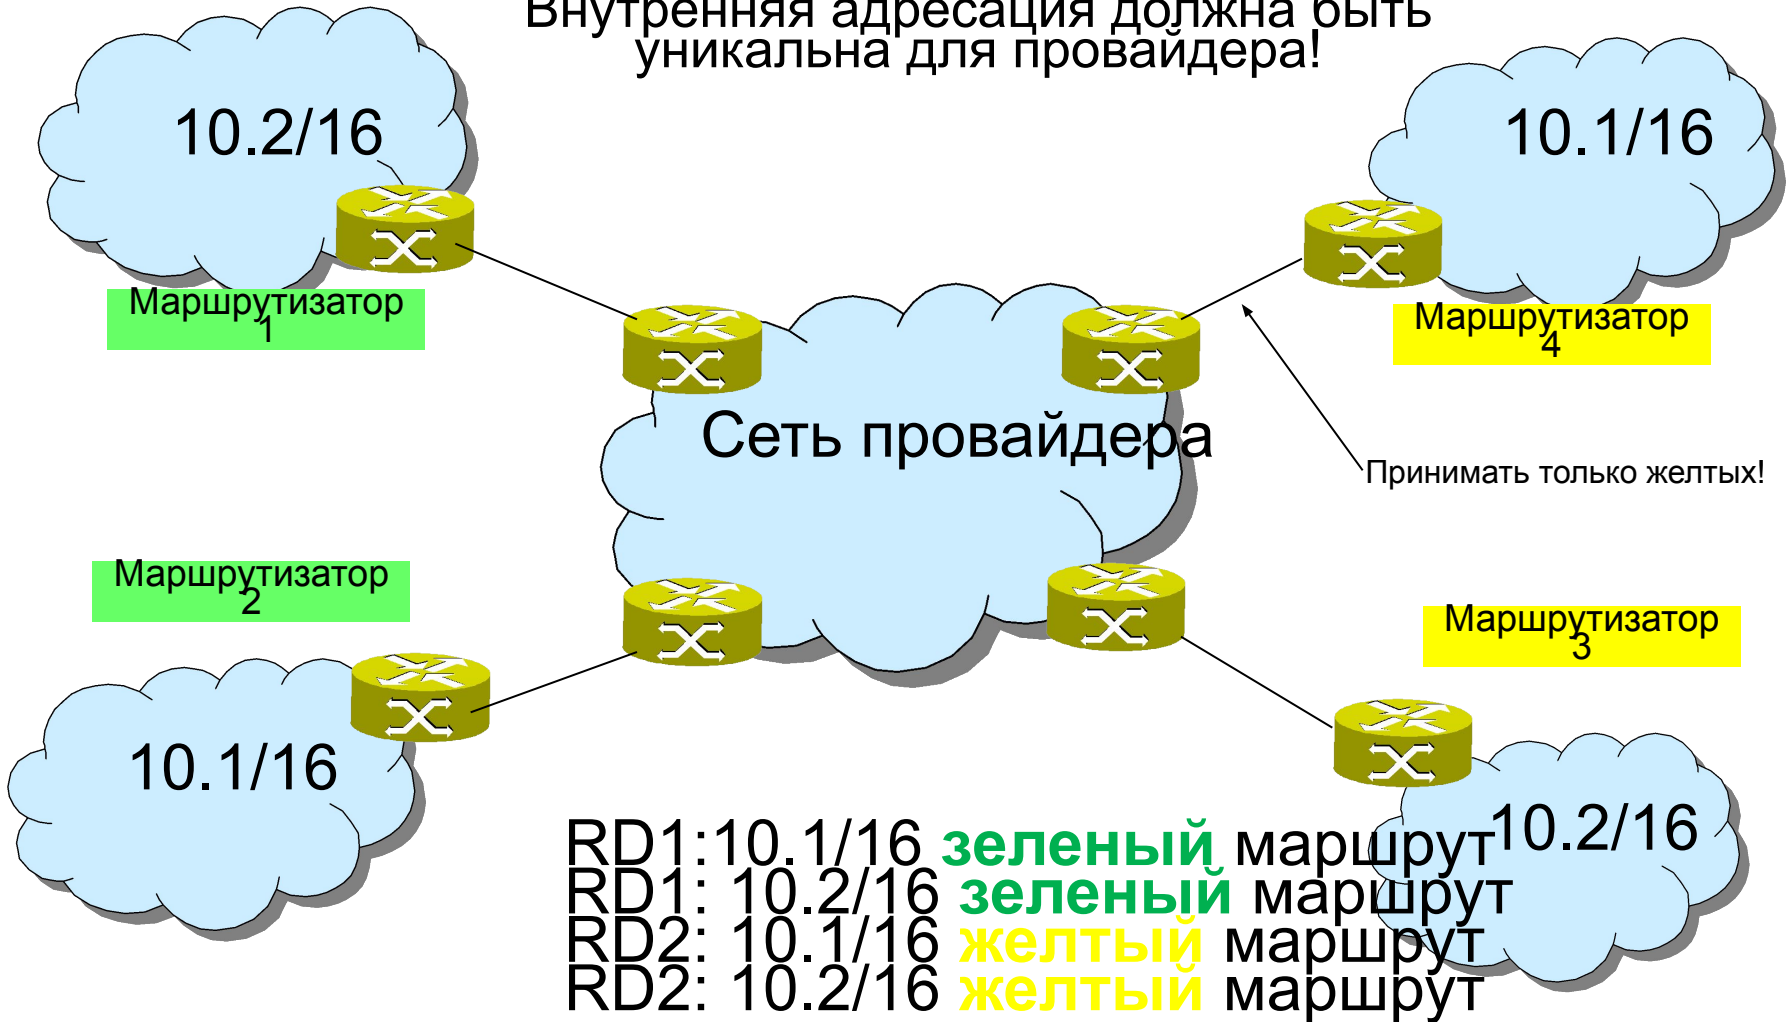 Внутренняя адресация должна быть
уникальна для провайдера!
10.2/16
10.1/16
Маршрутизатор
1
Маршрутизатор
4
Сеть провайдера
Принимать только желтых!
Маршрутизатор
2
Маршрутизатор
3
10.1/16
10.2/16
RD1:10.1/16 зеленый маршрут
RD1: 10.2/16 зеленый маршрут
RD2: 10.1/16 желтый маршрут
RD2: 10.2/16 желтый маршрут